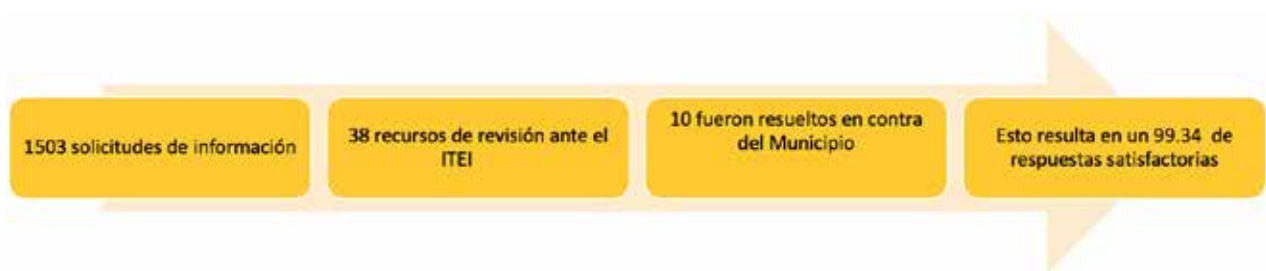 1503 solicitudes de información
38 recursos de revisión ante el
ITEI
10 fueron resueltos en contra
del Municipio
Esto resulta en un 99.34 de
respuestas satisfactorias